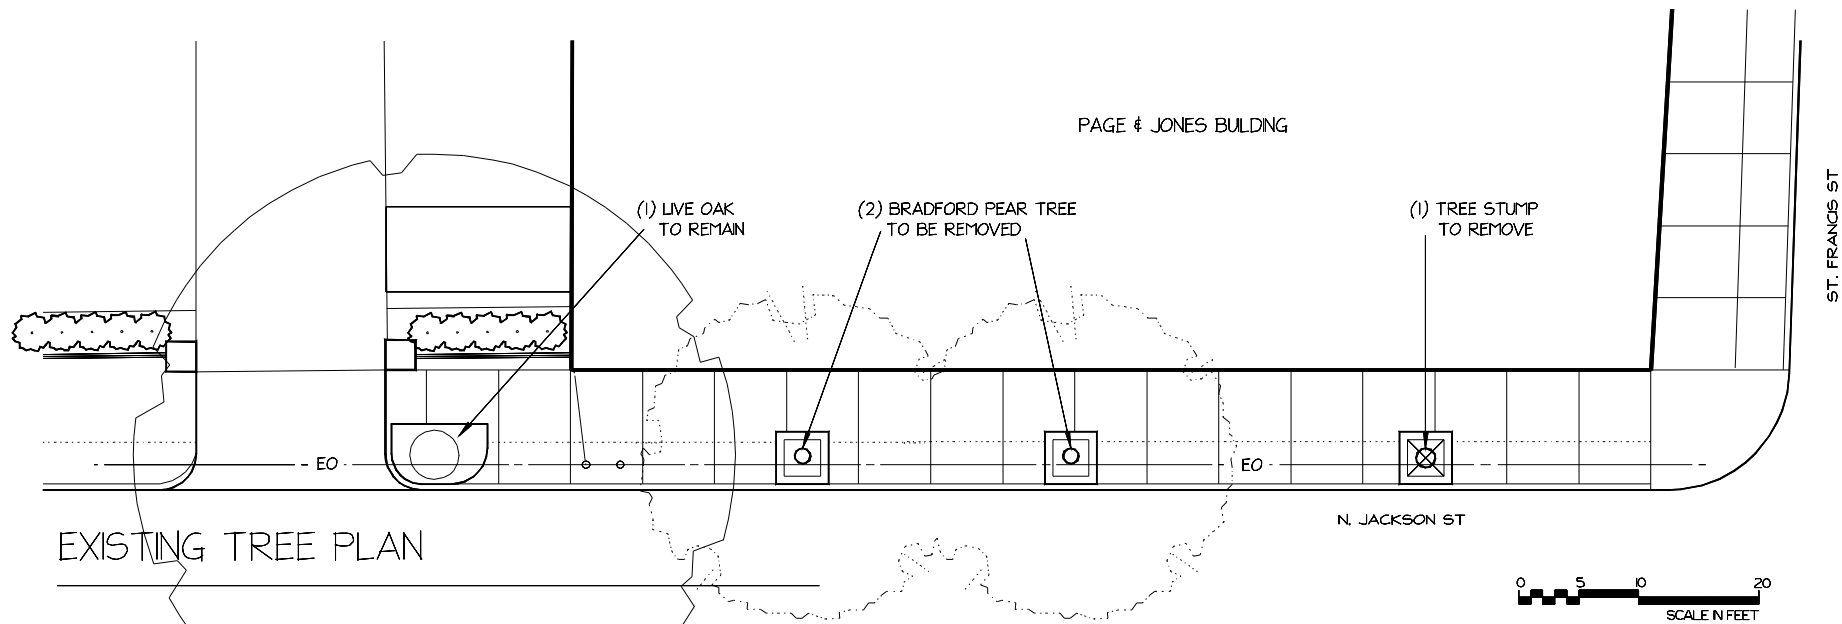 PAGE & JONES BUILDING
(1) LIVE OAK
TO REMAIN
(2) BRADFORD PEAR TREE
TO BE REMOVED
(1) TREE STUMP
TO REMOVE
ST. FRANCIS ST
EO
EO
N. JACKSON ST
EXISTING TREE PLAN
0 5 10 20
SCALE IN FEET